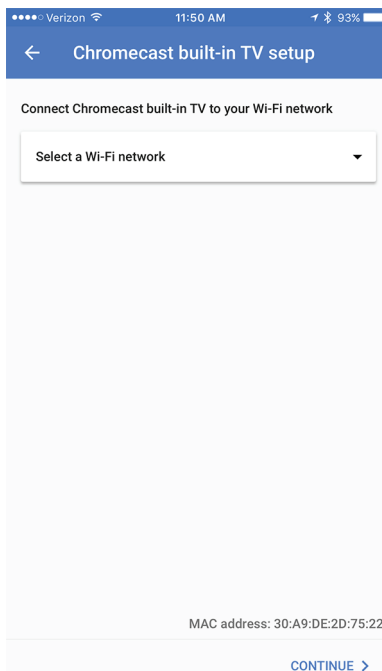 Verizon 11:50 AM 93%
Chromecast built-in TV setup
Connect Chromecast built-in TV to your Wi-Fi network
Select a Wi-Fi network
MAC address: 30:A9:DE:2D:75:22
CONTINUE